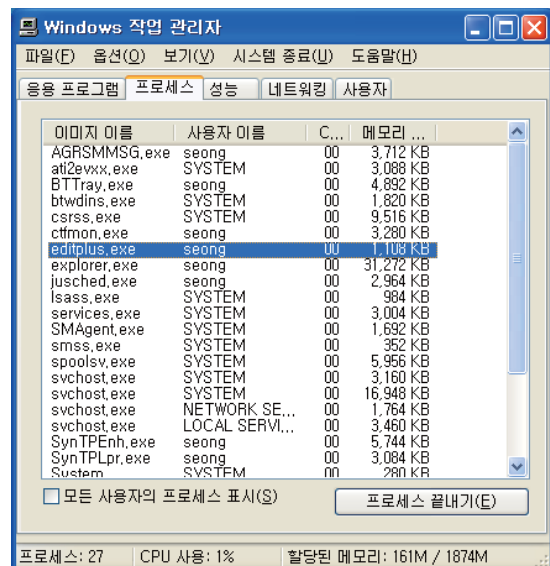 Windows 작업 관리자
파일(F) 옵션(O) 보기(V) 시스템 종료(U) 도움말(H)
응용 프로그램 프로세스 성능 네트워킹 사용자
이미지 이름 사용자 이름 C... 메모리 ...
AGRSMMSG.exe seong 00 3,712 KB
ati2evxx.exe SYSTEM 00 3,088 KB
BTTray.exe seong 00 4,892 KB
btwdins.exe SYSTEM 00 1,820 KB
csrss.exe SYSTEM 00 9,516 KB
ctfmon.exe seong 00 3,280 KB
editplus.exe seong 00 1,108 KB
explorer.exe seong 00 31,272 KB
jusched.exe seong 00 2,964 KB
lsass.exe SYSTEM 00 984 KB
services.exe SYSTEM 00 3,004 KB
SMAgent.exe SYSTEM 00 1,692 KB
smss.exe SYSTEM 00 352 KB
spoolsv.exe SYSTEM 00 5,956 KB
svchost.exe SYSTEM 00 3,160 KB
svchost.exe SYSTEM 00 16,948 KB
svchost.exe NETWORK SE... 00 1,764 KB
svchost.exe LOCAL SERVI... 00 3,460 KB
SynTPEnh.exe seong 00 5,744 KB
SynTPLpr.exe seong 00 3,084 KB
System SYSTEM 00 280 KB
모든 사용자의 프로세스 표시(S) 프로세스 끝내기(E)
프로세스: 27 CPU 사용: 1% 할당된 메모리: 161M / 1874M